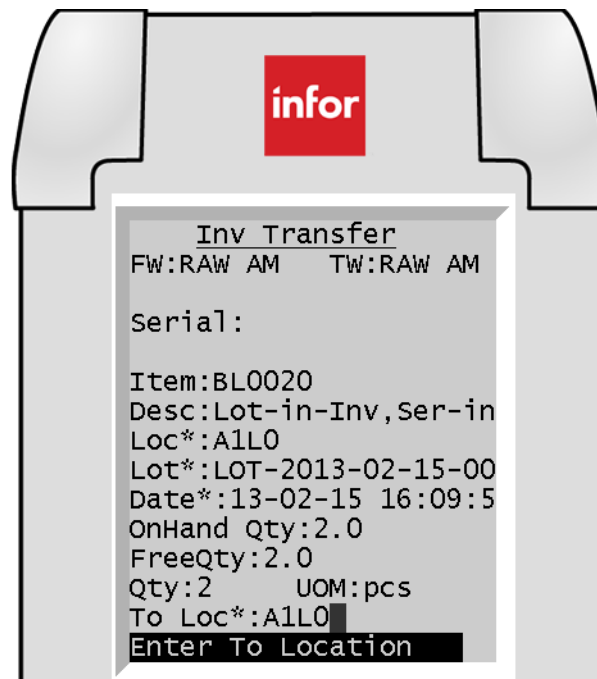 infor
Inv Transfer
FW:RAW AM TW:RAW AM
Serial:
Item:BL0020
Desc:Lot-in-Inv,Ser-in
Loc*:A1L0
Lot*:LOT-2013-02-15-00
Date*:13-02-15 16:09:5
OnHand Qty:2.0
FreeQty:2.0
Qty:2 UOM:pcs
To Loc*:A1L0
Enter To Location